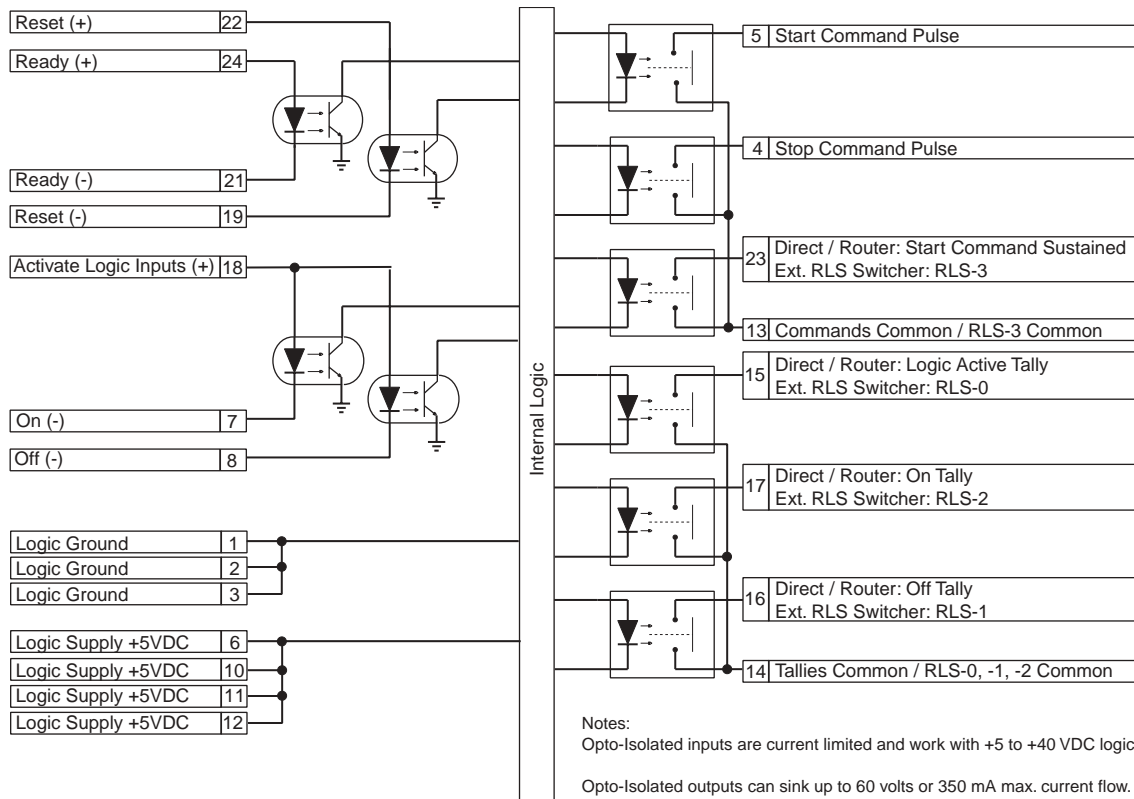 Reset (+) 22
Ready (+) 24
Ready (-) 21
Reset (-) 19
Activate Logic Inputs (+) 18
On (-) 7
Off (-) 8
Logic Ground 1
Logic Ground 2
Logic Ground 3
Logic Supply +5VDC 6
Logic Supply +5VDC 10
Logic Supply +5VDC 11
Logic Supply +5VDC 12
Internal Logic
5 Start Command Pulse
4 Stop Command Pulse
23 Direct / Router: Start Command Sustained
Ext. RLS Switcher: RLS-3
13 Commands Common / RLS-3 Common
15 Direct / Router: Logic Active Tally
Ext. RLS Switcher: RLS-0
17 Direct / Router: On Tally
Ext. RLS Switcher: RLS-2
16 Direct / Router: Off Tally
Ext. RLS Switcher: RLS-1
14 Tallies Common / RLS-0, -1, -2 Common
Notes:
Opto-Isolated inputs are current limited and work with +5 to +40 VDC logic
Opto-Isolated outputs can sink up to 60 volts or 350 mA max. current flow.